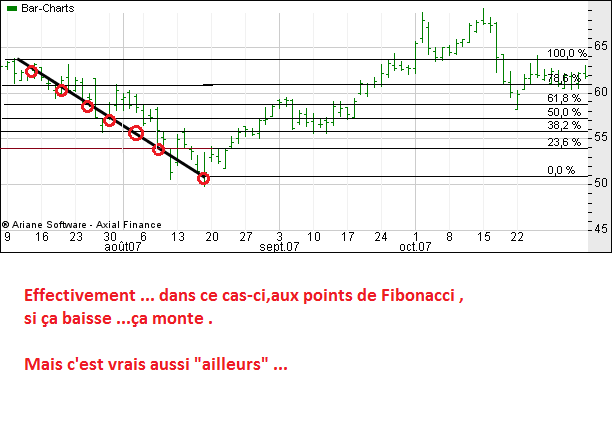 Bar-Charts
100,0 %
65
78,6 %
60
61,8 %
50,0 %
38,2 %
55
23,6 %
0,0 %
50
® Ariane Software - Axial Finance
45
9 16 23 30 6 13 20 27 3 10 17 24 1 8 15 22
août07 sept.07 oct.07
Effectivement ... dans ce cas-ci,aux points de Fibonacci ,
si ça baisse ...ça monte .
Mais c'est vrais aussi "ailleurs" ...